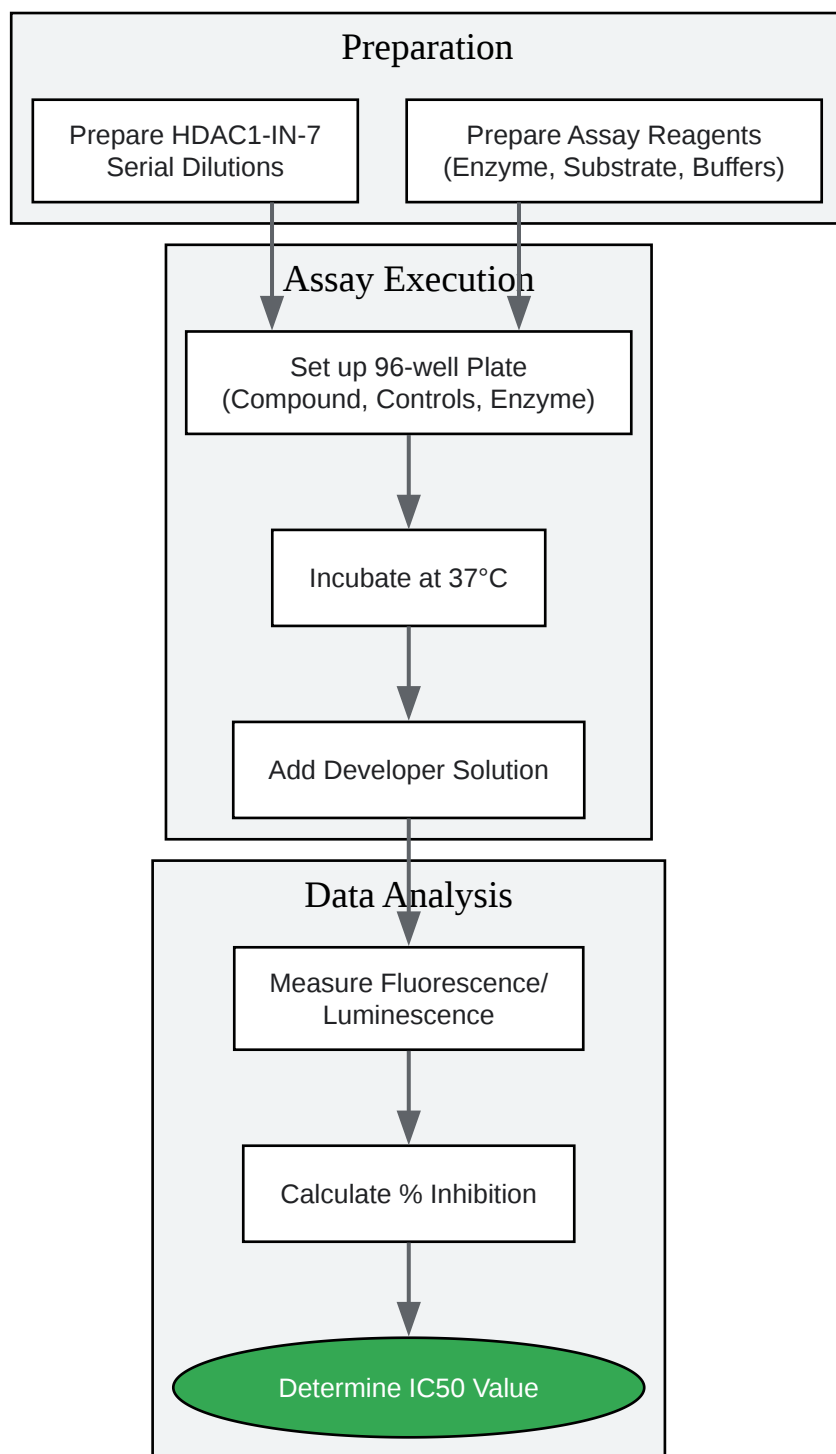 Preparation
Prepare HDAC1-IN-7
Serial Dilutions
Prepare Assay Reagents
(Enzyme, Substrate, Buffers)
Assay Execution
Set up 96-well Plate
(Compound, Controls, Enzyme)
Incubate at 37°C
Add Developer Solution
Data Analysis
Measure Fluorescence/
Luminescence
Calculate % Inhibition
Determine IC50 Value